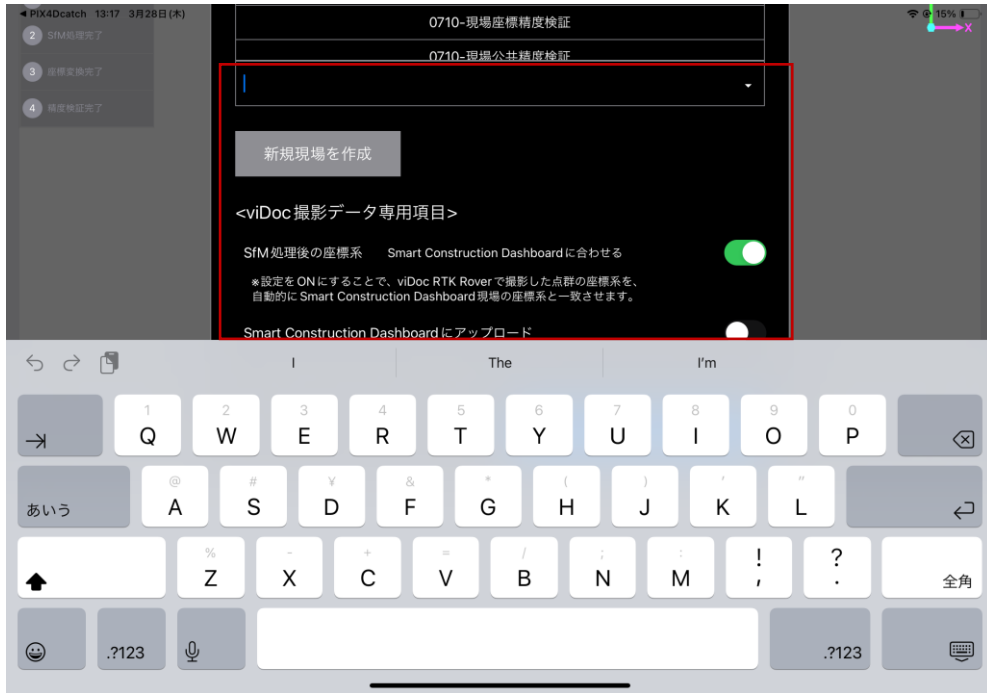 ◀ PIX4Dcatch 13:17 3月28日(木)
15%
X
2 SfM処理完了
3 座標変換完了
4 精度検証完了
0710-現場座標精度検証
0710-現場公共精度検証
新規現場を作成
<viDoc撮影データ専用項目>
SfM処理後の座標系 Smart Construction Dashboardに合わせる
※設定をONにすることで、viDoc RTK Roverで撮影した点群の座標系を、
自動的にSmart Construction Dashboard現場の座標系と一致させます。
Smart Construction Dashboardにアップロード
I The I'm
1 2 3 4 5 6 7 8 9 0
Q W E R T Y U I O P
@ # ¥ & * ( ) ' "
あいう A S D F G H J K L
% - + = / ; :
Z X C V B N M ! , ? . 全角
.?123 .?123